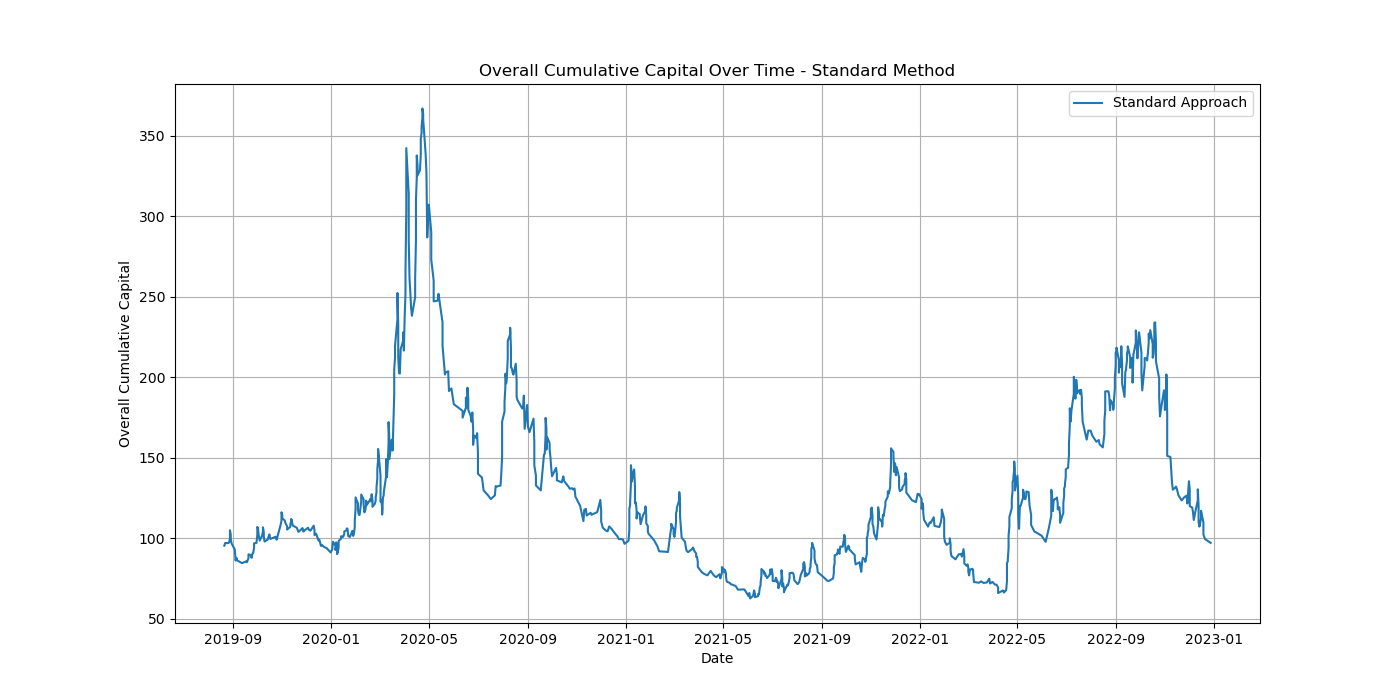 Overall Cumulative Capital Over Time - Standard Method
Standard Approach
350
300
250
200
150
100
50
Overall Cumulative Capital
2019-09 2020-01 2020-05 2020-09 2021-01 2021-05 2021-09 2022-01 2022-05 2022-09 2023-01
Date